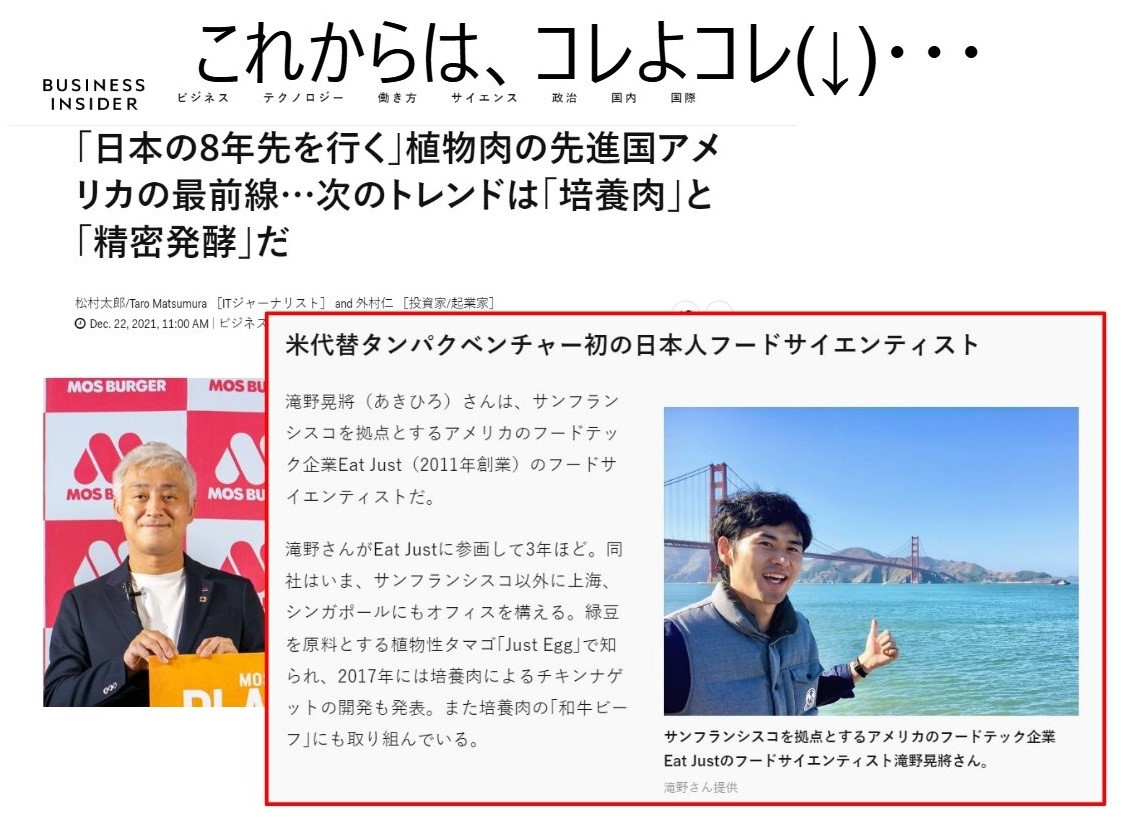 これからは、コレよコレ(↓)・・・
BUSINESS
INSIDER
ビジネス テクノロジー 働き方 サイエンス 政治 国内 国際
「日本の8年先を行く」植物肉の先進国アメ
リカの最前線…次のトレンドは「培養肉」と
「精密発酵」だ
松村太郎/Taro Matsumura ［ITジャーナリスト］ and 外村仁 ［投資家/起業家］
Dec. 22, 2021, 11:00 AM | ビジネス
MOS BURGER MOS BU
MOS B MOS BU
MOS
PLA
米代替タンパクベンチャー初の日本人フードサイエンティスト
滝野晃將（あきひろ）さんは、サンフラン
シスコを拠点とするアメリカのフードテッ
ク企業Eat Just（2011年創業）のフードサ
イエンティストだ。
滝野さんがEat Justに参画して3年ほど。同
社はいま、サンフランシスコ以外に上海、
シンガポールにもオフィスを構える。緑豆
を原料とする植物性タマゴ「Just Egg」で知
られ、2017年には培養肉によるチキンナゲ
ットの開発も発表。また培養肉の「和牛ビー
フ」にも取り組んでいる。
サンフランシスコを拠点とするアメリカのフードテック企業
Eat Justのフードサイエンティスト滝野晃將さん。
滝野さん提供